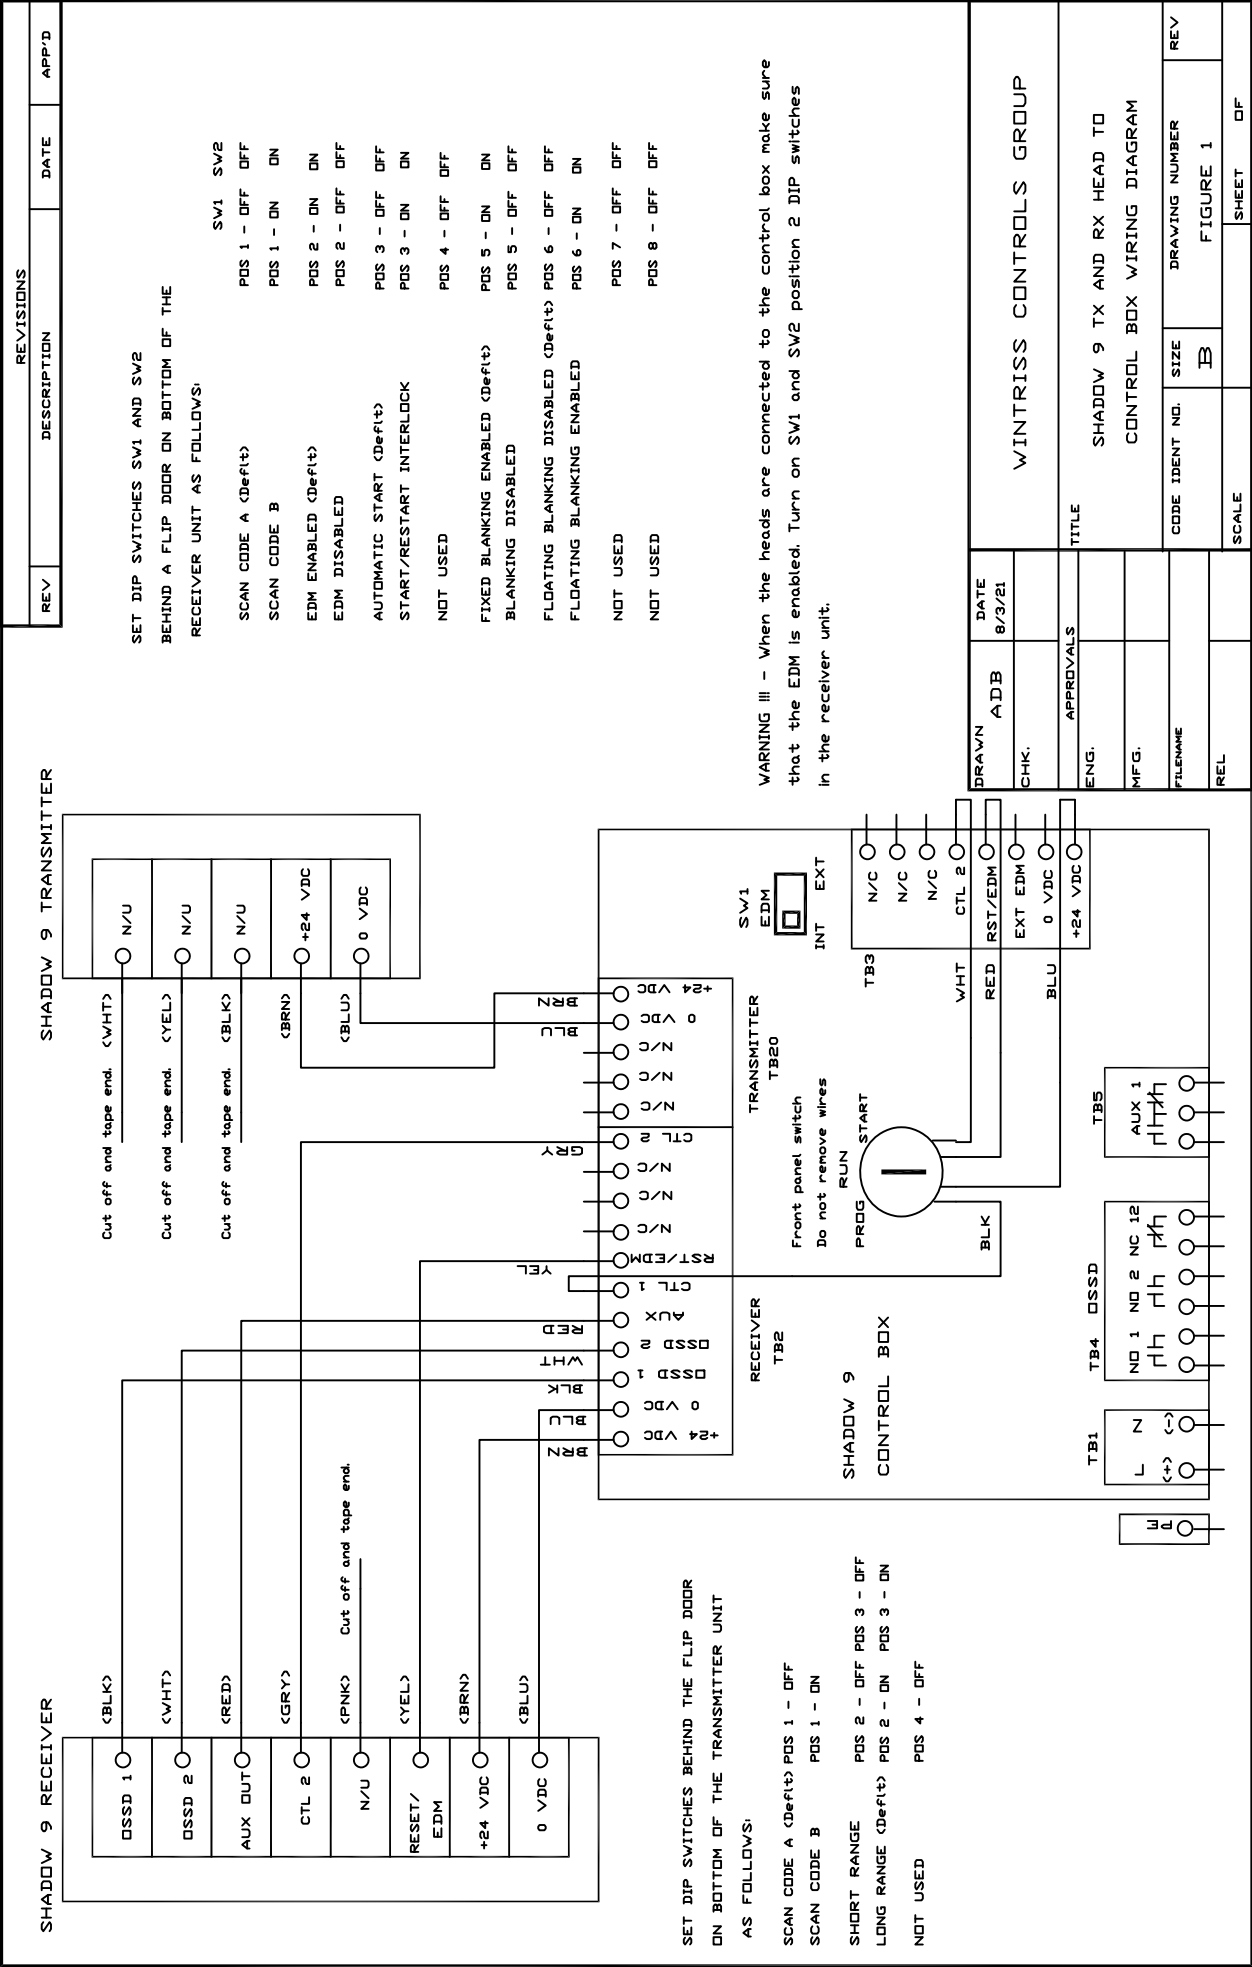 SHADOW 9 RECEIVER
OSSD 1 <BLK>
OSSD 2 <WHT>
AUX OUT <RED>
CTL 2 <GRY>
N/U <PNK> Cut off and tape end.
RESET/
EDM <YEL>
+24 VDC <BRN>
0 VDC <BLU>
SHADOW 9 TRANSMITTER
Cut off and tape end. <WHT> N/U
Cut off and tape end. <YEL> N/U
Cut off and tape end. <BLK> N/U
<BRN> +24 VDC
<BLU> 0 VDC
REVISIONS
REV DESCRIPTION DATE APP'D
SET DIP SWITCHES SW1 AND SW2
BEHIND A FLIP DOOR ON BOTTOM OF THE
RECEIVER UNIT AS FOLLOWS:
SW1 SW2
SCAN CODE A <Deflt> POS 1 - OFF OFF
SCAN CODE B POS 1 - ON ON
EDM ENABLED <Deflt> POS 2 - ON ON
EDM DISABLED POS 2 - OFF OFF
AUTOMATIC START <Deflt> POS 3 - OFF OFF
START/RESTART INTERLOCK POS 3 - ON ON
NOT USED POS 4 - OFF OFF
FIXED BLANKING ENABLED <Deflt> POS 5 - ON ON
BLANKING DISABLED POS 5 - OFF OFF
FLOATING BLANKING DISABLED <Deflt> POS 6 - OFF OFF
FLOATING BLANKING ENABLED POS 6 - ON ON
NOT USED POS 7 - OFF OFF
NOT USED POS 8 - OFF OFF
WARNING !!! - When the heads are connected to the control box make sure
that the EDM is enabled. Turn on SW1 and SW2 position 2 DIP switches
in the receiver unit.
BRN BLU BLK WHT RED YEL GRY BLU BRN
+24 VDC
0 VDC
OSSD 1
OSSD 2
AUX
CTL 1
RST/EDM
N/C
N/C
N/C
CTL 2
N/C
N/C
N/C
0 VDC
+24 VDC
RECEIVER
TB2
TRANSMITTER
TB20
SW1
EDM
INT EXT
Front panel switch
Do not remove wires
PROG RUN START
BLK
TB3
N/C
N/C
N/C
WHT CTL 2
RED RST/EDM
EXT EDM
BLU 0 VDC
+24 VDC
SHADOW 9
CONTROL BOX
TB1
L Z
<+> <->
PE
TB4 OSSD
NO 1 NO 2 NC 12
TB5
AUX 1
SET DIP SWITCHES BEHIND THE FLIP DOOR
ON BOTTOM OF THE TRANSMITTER UNIT
AS FOLLOWS:
SCAN CODE A <Deflt> POS 1 - OFF
SCAN CODE B POS 1 - ON
SHORT RANGE POS 2 - OFF POS 3 - OFF
LONG RANGE <Deflt> POS 2 - ON POS 3 - ON
NOT USED POS 4 - OFF
DRAWN ADB DATE 8/3/21
CHK.
APPROVALS
ENG.
MFG.
FILENAME
REL
WINTRISS CONTROLS GROUP
TITLE
SHADOW 9 TX AND RX HEAD TO
CONTROL BOX WIRING DIAGRAM
CODE IDENT NO. SIZE B DRAWING NUMBER FIGURE 1 REV
SCALE SHEET OF